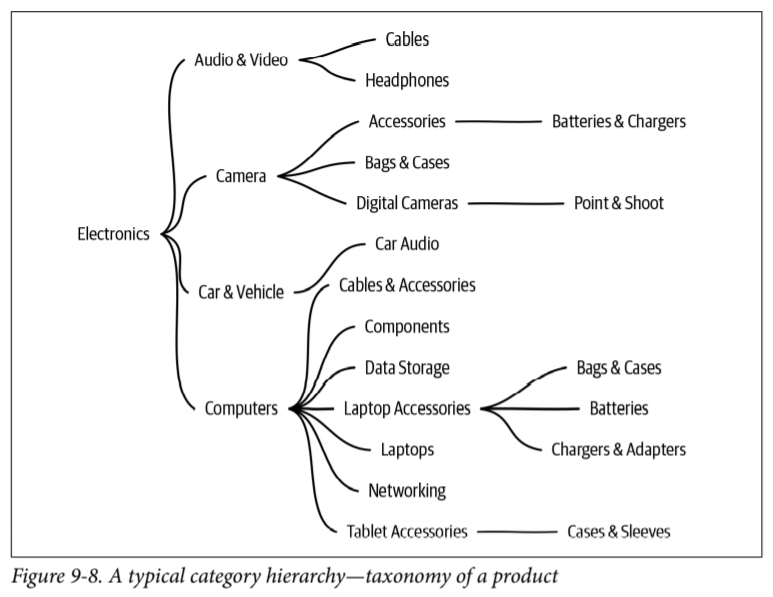 Cables
Audio & Video
Headphones
Accessories
Batteries & Chargers
Bags & Cases
Camera
Digital Cameras
Point & Shoot
Electronics
Car Audio
Car & Vehicle
Cables & Accessories
Components
Data Storage
Bags & Cases
Computers
Laptop Accessories
Batteries
Laptops
Chargers & Adapters
Networking
Tablet Accessories
Cases & Sleeves
Figure 9-8. A typical category hierarchy—taxonomy of a product